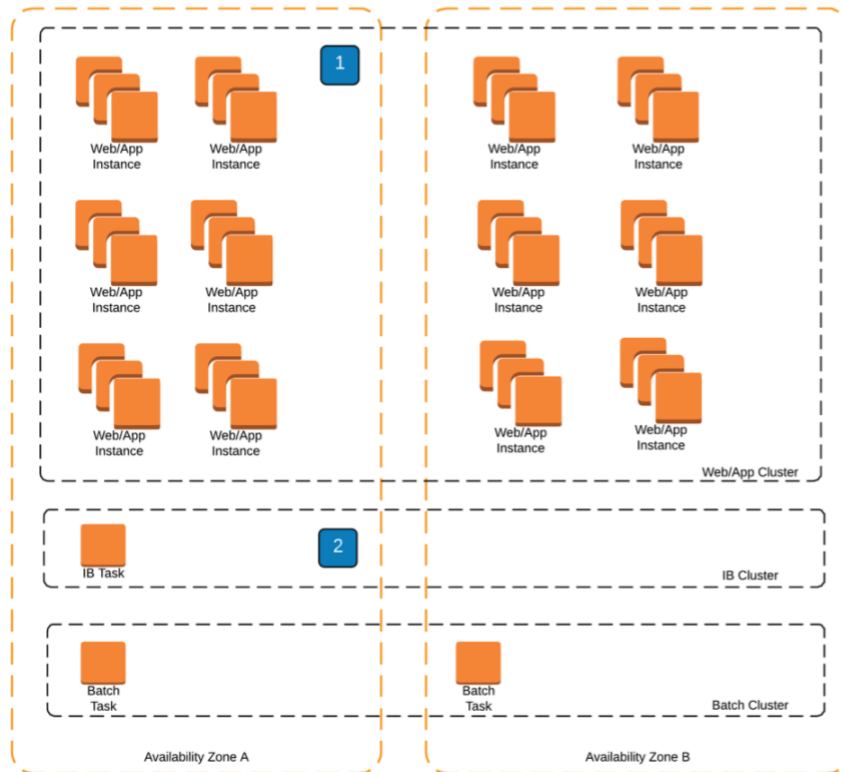 1
Web/App
Instance
Web/App
Instance
Web/App
Instance
Web/App
Instance
Web/App
Instance
Web/App
Instance
Web/App
Instance
Web/App
Instance
Web/App
Instance
Web/App
Instance
Web/App
Instance
Web/App
Instance
Web/App Cluster
2
IB Task
IB Cluster
Batch
Task
Batch
Task
Batch Cluster
Availability Zone A
Availability Zone B